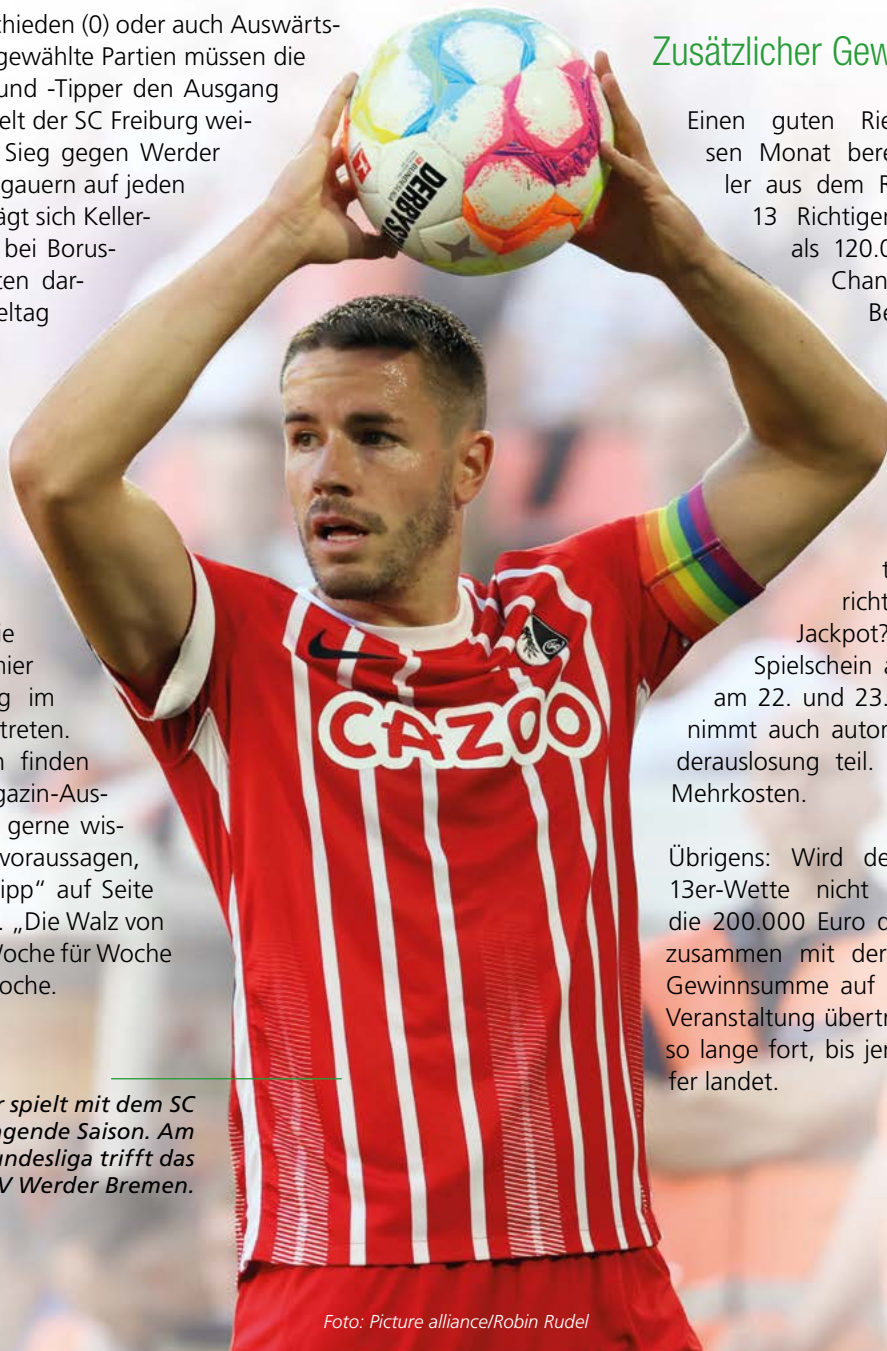 chieden (0) oder auch Auswärts-
gewählte Partien müssen die
und -Tipper den Ausgang
elt der SC Freiburg wei-
Sieg gegen Werder
gauern auf jeden
ägt sich Keller-
bei Borus-
ten dar-
eltag
ie
hier
g im
treten.
n finden
gazin-Aus-
gerne wis-
voraussagen,
ipp“ auf Seite
. „Die Walz von
Woche für Woche
oche.
r spielt mit dem SC
gende Saison. Am
undesliga trifft das
V Werder Bremen.
DERBYS
CAZOO
Foto: Picture alliance/Robin Rudel
Zusätzlicher Gew
Einen guten Rie
sen Monat bere
ler aus dem R
13 Richtigen
als 120.0
Chan
Be
t
richt
Jackpot?
Spielschein a
am 22. und 23.
nimmt auch autor
derauslosung teil.
Mehrkosten.
Übrigens: Wird de
13er-Wette nicht
die 200.000 Euro d
zusammen mit der
Gewinnsumme auf
Veranstaltung übertr
so lange fort, bis jer
fer landet.